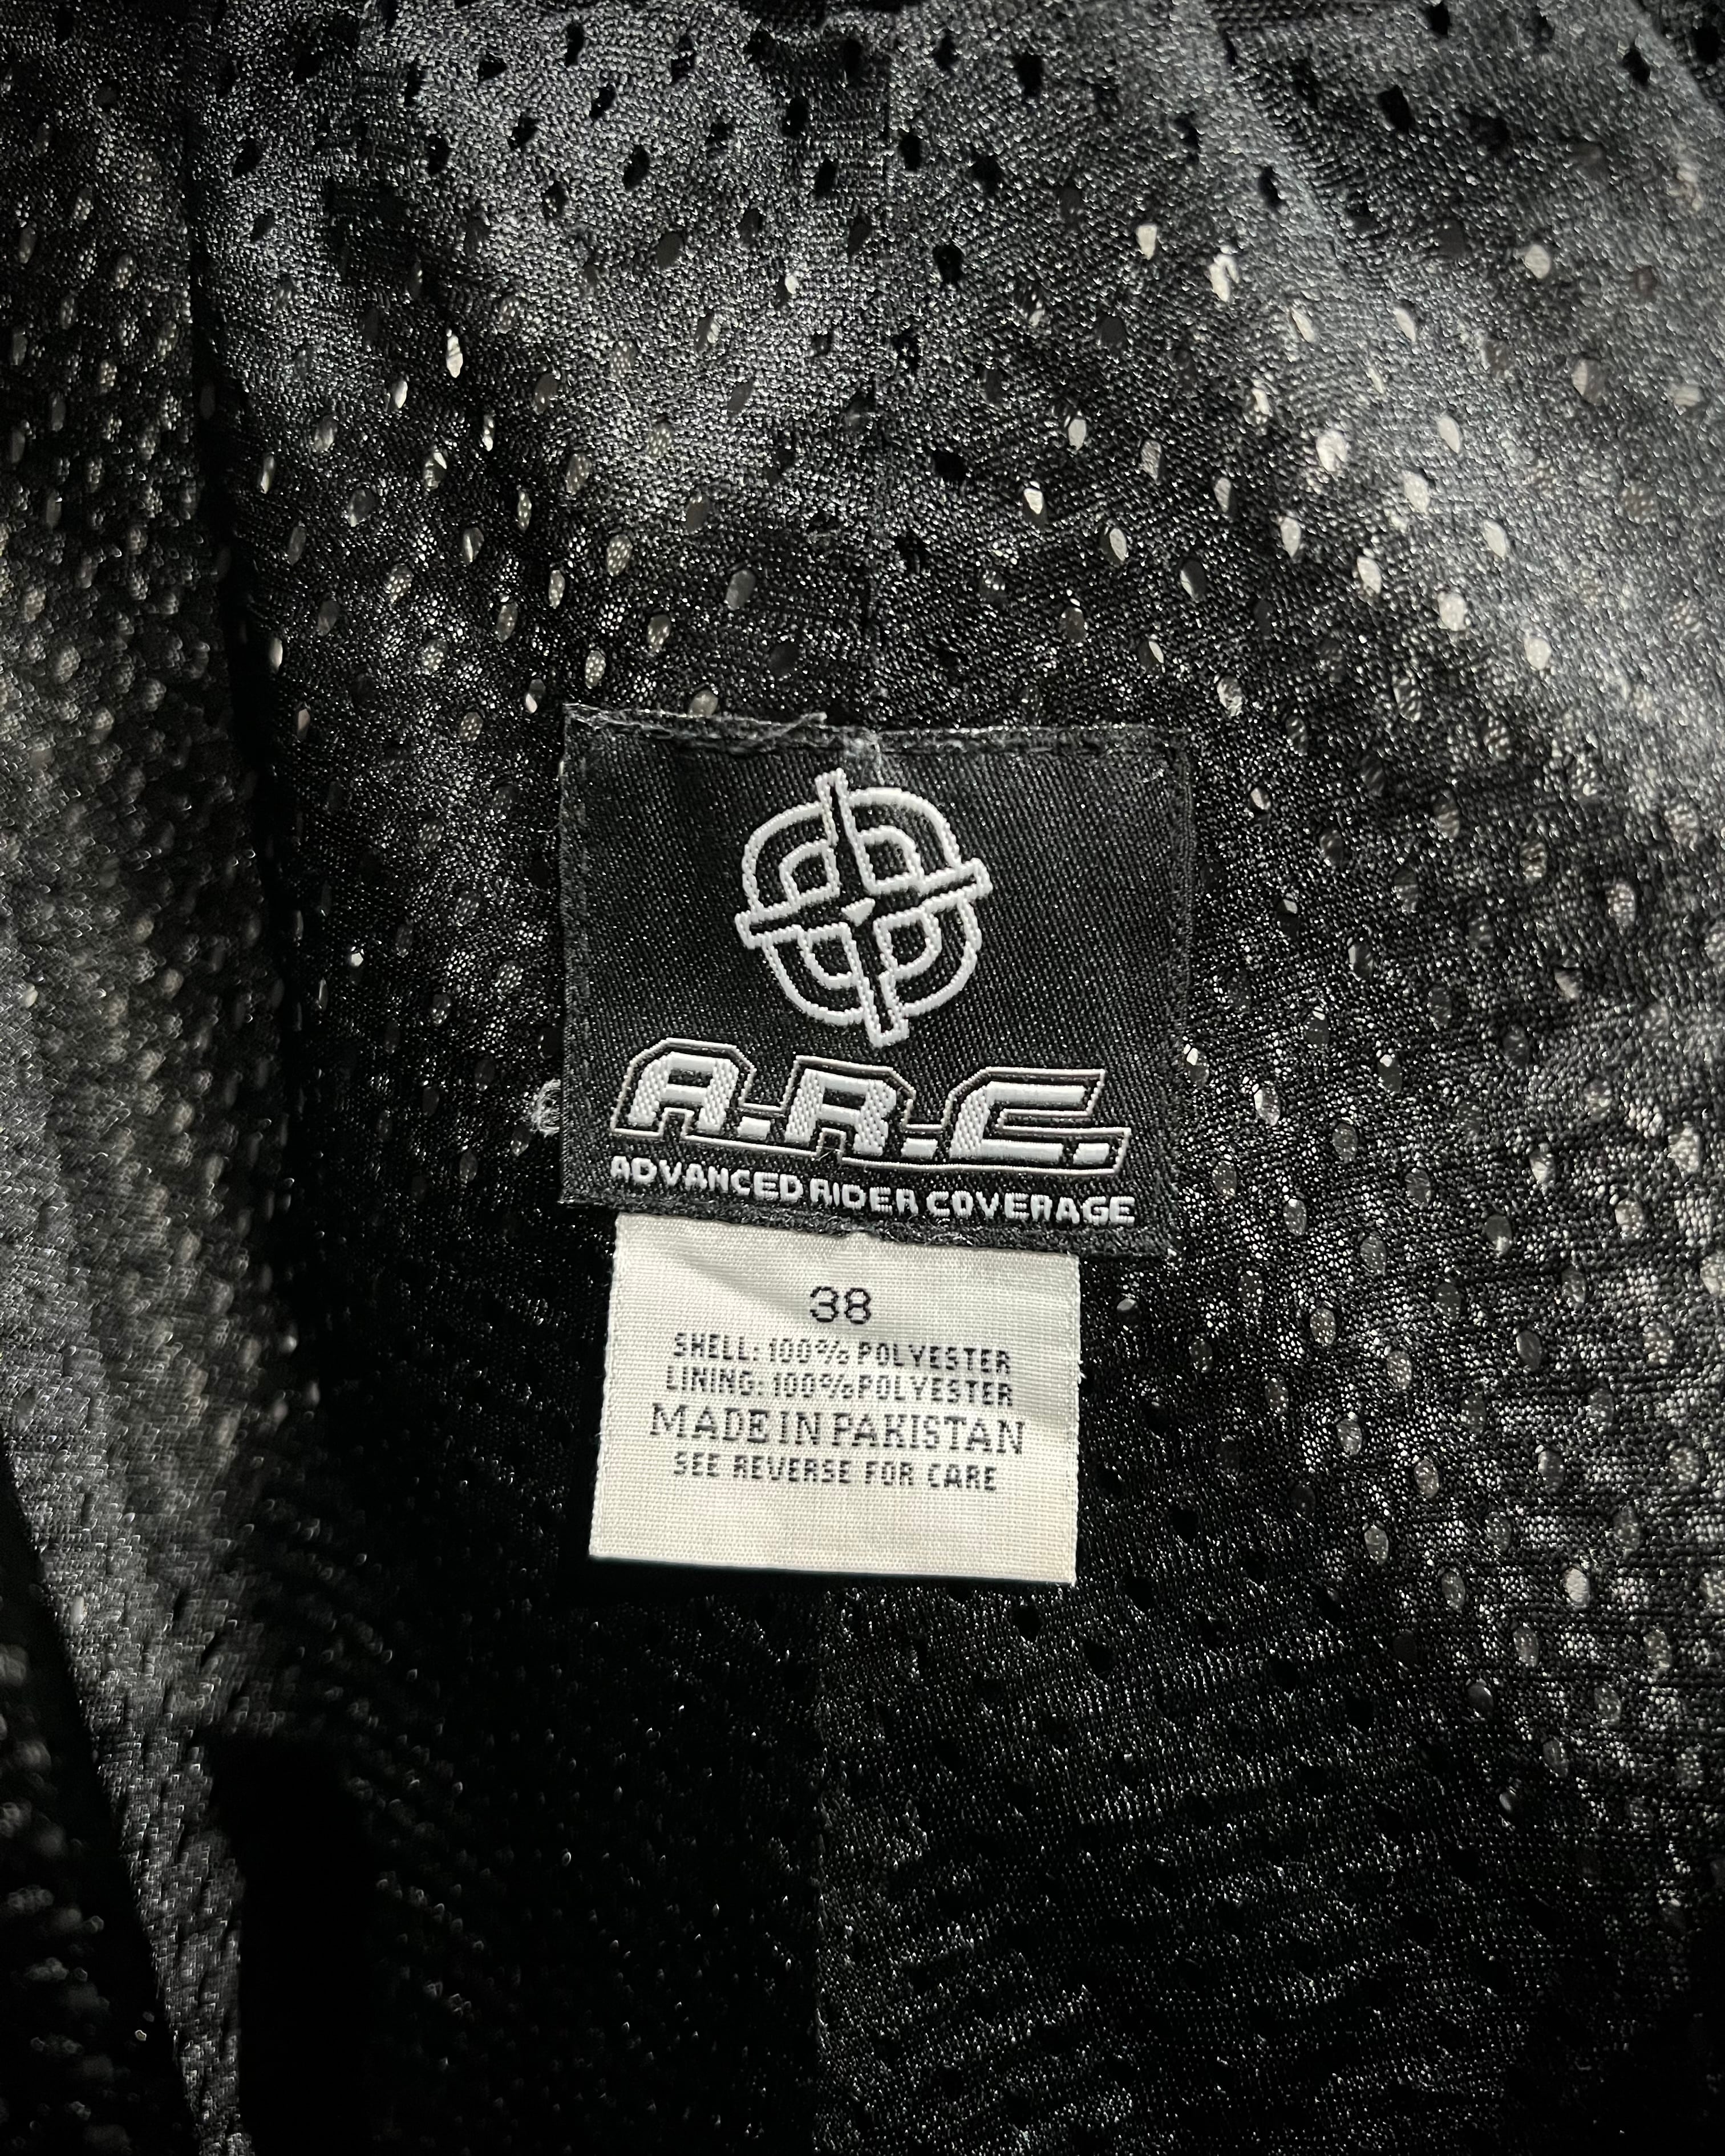 A.R.C.
ADVANCED RIDER COVERAGE
38
SHELL: 100% POLYESTER
LINING: 100% POLYESTER
MADE IN PAKISTAN
SEE REVERSE FOR CARE